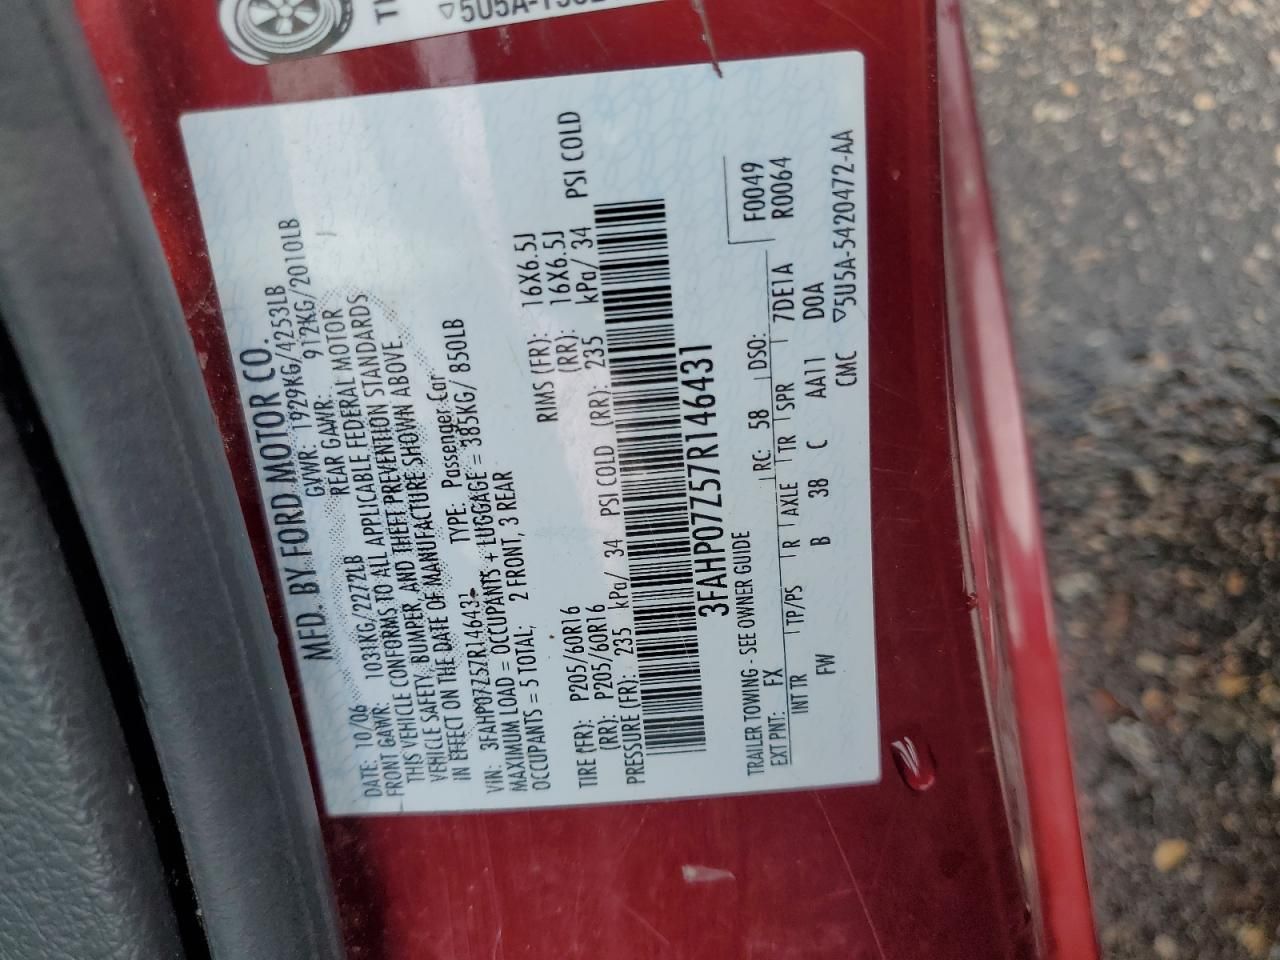 MFD. BY FORD MOTOR CO.
DATE: 10/06 GVWR: 1929KG/4253LB
FRONT GAWR: 1031KG/2272LB REAR GAWR: 912KG/2010LB
THIS VEHICLE CONFORMS TO ALL APPLICABLE FEDERAL MOTOR
VEHICLE SAFETY, BUMPER, AND THEFT PREVENTION STANDARDS
IN EFFECT ON THE DATE OF MANUFACTURE SHOWN ABOVE.
VIN: 3FAHP07Z57R146431 TYPE: Passenger Car
MAXIMUM LOAD = OCCUPANTS + LUGGAGE = 385KG/ 850LB
OCCUPANTS = 5 TOTAL; 2 FRONT, 3 REAR
TIRE (FR): P205/60R16 RIMS (FR): 16X6.5J
(RR): P205/60R16 (RR): 16X6.5J
PRESSURE (FR): 235 kPa/ 34 PSI COLD (RR): 235 kPa/ 34 PSI COLD
3FAHP07Z57R146431
TRAILER TOWING - SEE OWNER GUIDE F0049
R0064
EXT PNT: FX RC: 58 DSO:
INT TR TP/PS R AXLE TR SPR 7DE1A
FW B 38 C AA11 D0A
CMC ▽5U5A-5420472-AA